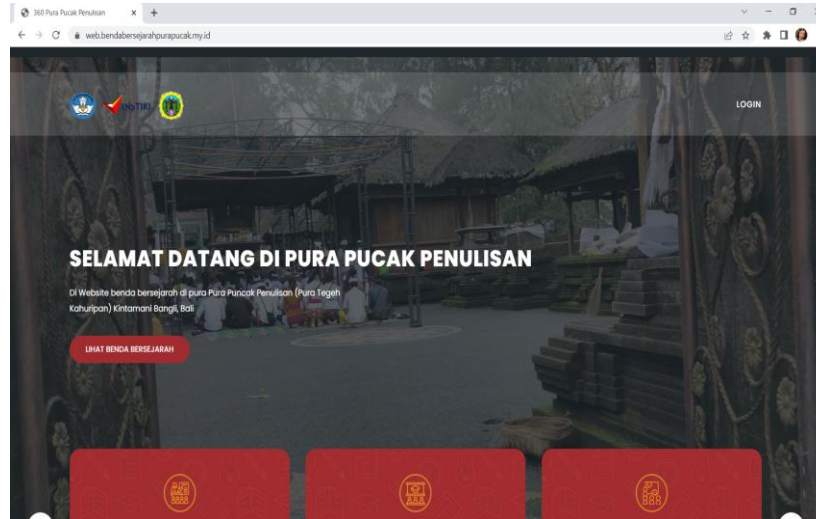 360 Pura Pucak Penulisan
web.bendabersejarahpurapucak.my.id
INSTIKI
LOGIN
SELAMAT DATANG DI PURA PUCAK PENULISAN
Di Website benda bersejarah di pura Pura Puncak Penulisan (Pura Tegeh
Kahuripan) Kintamani Bangli, Bali
LIHAT BENDA BERSEJARAH